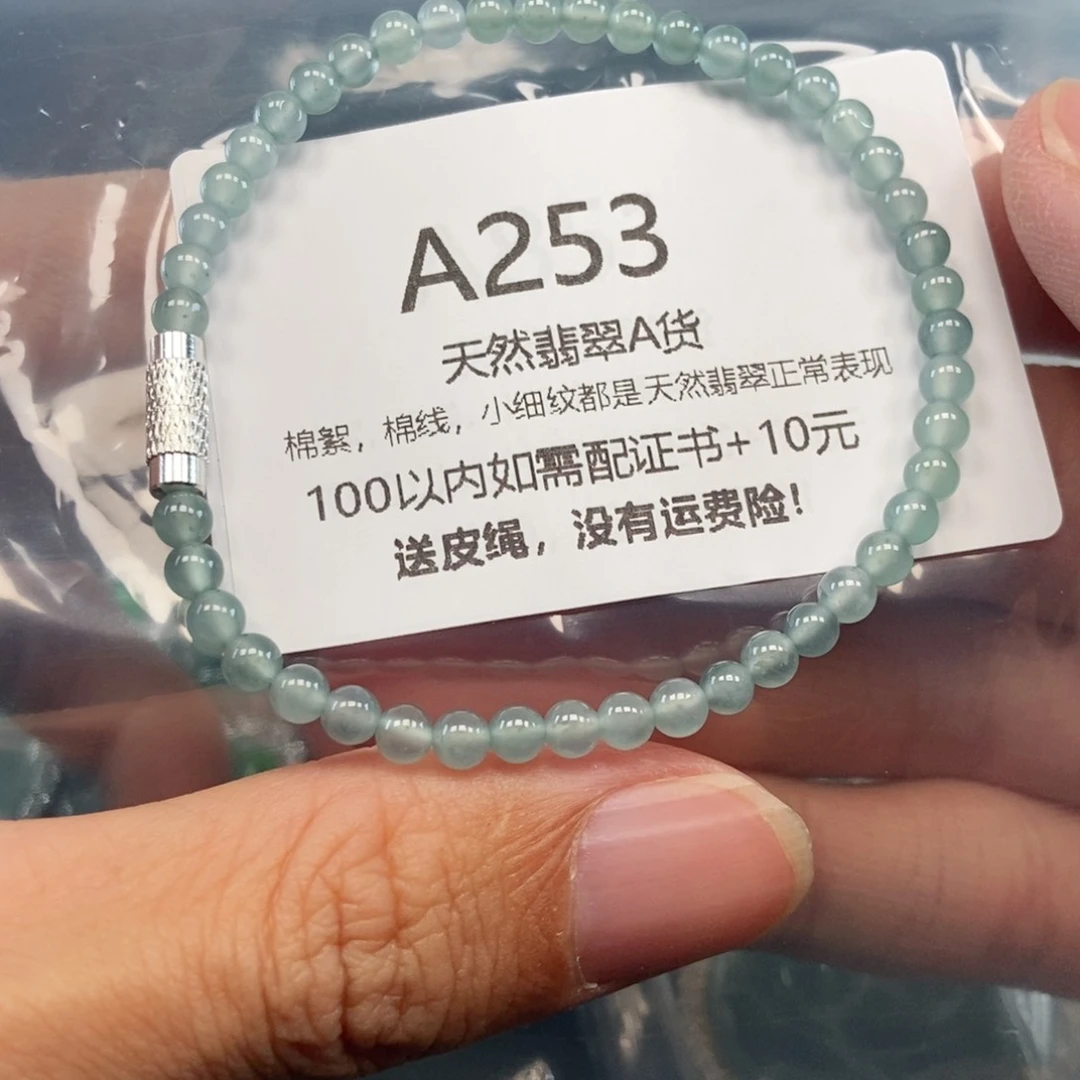 A253
天然翡翠A货
棉絮，棉线，小细纹都是天然翡翠正常表现
100以内如需配证书+10元
送皮绳，没有运费险！